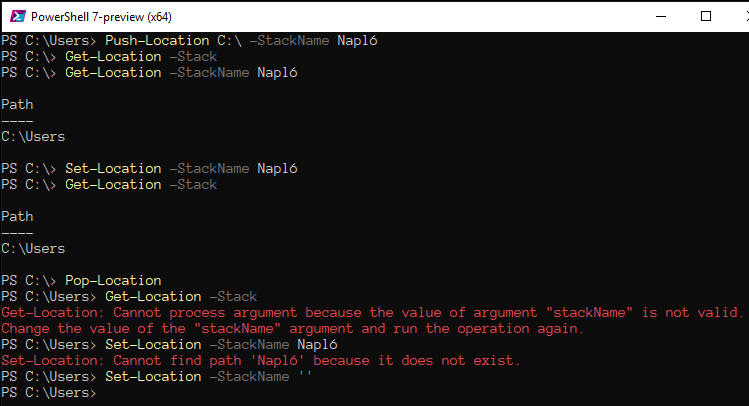 PowerShell 7-preview (x64)
PS C:\Users> Push-Location C:\ -StackName Napló
PS C:\> Get-Location -Stack
PS C:\> Get-Location -StackName Napló
Path
----
C:\Users
PS C:\> Set-Location -StackName Napló
PS C:\> Get-Location -Stack
Path
----
C:\Users
PS C:\> Pop-Location
PS C:\Users> Get-Location -Stack
Get-Location: Cannot process argument because the value of argument "stackName" is not valid.
Change the value of the "stackName" argument and run the operation again.
PS C:\Users> Set-Location -StackName Napló
Set-Location: Cannot find path 'Napló' because it does not exist.
PS C:\Users> Set-Location -StackName ''
PS C:\Users>